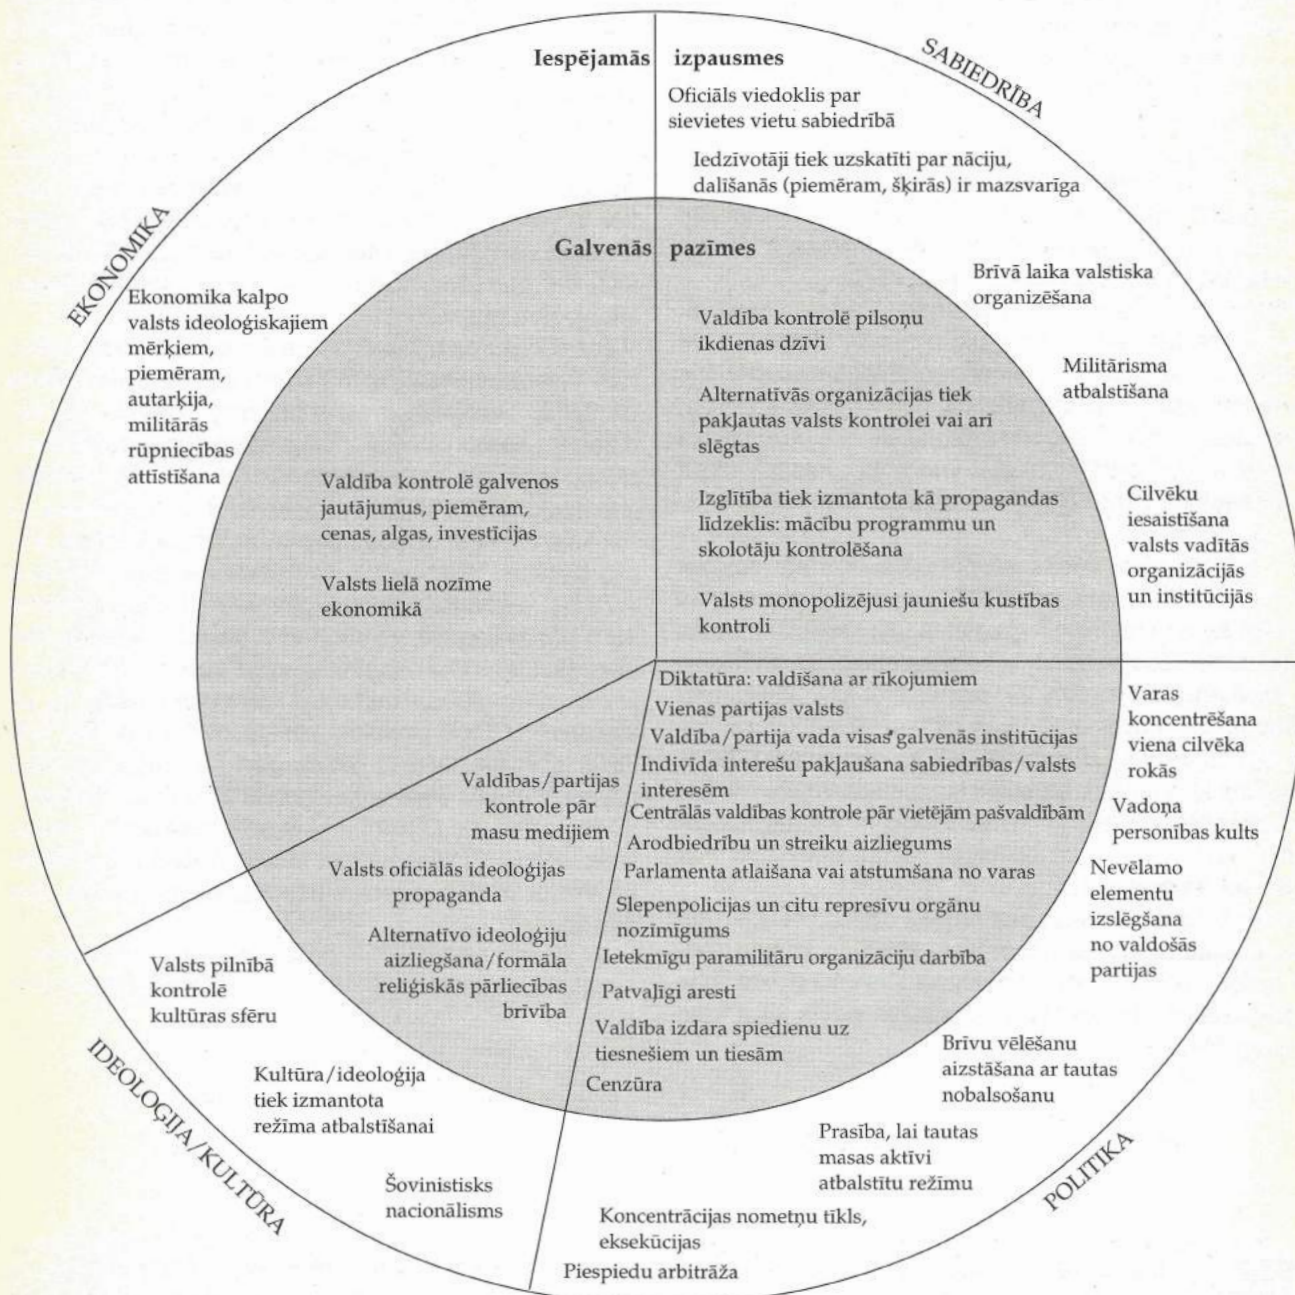 Iespējamās izpausmes
SABIEDRĪBA
Oficiāls viedoklis par
sievietes vietu sabiedrībā
Iedzīvotāji tiek uzskatīti par nāciju,
dalīšanās (piemēram, šķirās) ir mazsvarīga
Brīvā laika valstiska
organizēšana
Militārisma
atbalstīšana
Cilvēku
iesaistīšana
valsts vadītās
organizācijās
un institūcijās
Galvenās pazīmes
Valdība kontrolē pilsoņu
ikdienas dzīvi
Alternatīvās organizācijas tiek
pakļautas valsts kontrolei vai arī
slēgtas
Izglītība tiek izmantota kā propagandas
līdzeklis: mācību programmu un
skolotāju kontrolēšana
Valsts monopolizējusi jauniešu kustības
kontroli
EKONOMIKA
Ekonomika kalpo
valsts ideoloģiskajiem
mērķiem,
piemēram,
autarķija,
militārās
rūpniecības
attīstīšana
Valdība kontrolē galvenos
jautājumus, piemēram,
cenas, algas, investīcijas
Valsts lielā nozīme
ekonomikā
Diktatūra: valdīšana ar rīkojumiem
Vienas partijas valsts
Valdība/partija vada visas galvenās institūcijas
Indivīda interešu pakļaušana sabiedrības/valsts
interesēm
Centrālās valdības kontrole pār vietējām pašvaldībām
Arodbiedrību un streiku aizliegums
Parlamenta atlaišana vai atstumšana no varas
Slepenpolicijas un citu represīvu orgānu
nozīmīgums
Ietekmīgu paramilitāru organizāciju darbība
Patvaļīgi aresti
Valdība izdara spiedienu uz
tiesnešiem un tiesām
Cenzūra
Varas
koncentrēšana
viena cilvēka
rokās
Vadoņa
personības kults
Nevēlamo
elementu
izslēgšana
no valdošās
partijas
Brīvu vēlēšanu
aizstāšana ar tautas
nobalsošanu
Prasība, lai tautas
masas aktīvi
atbalstītu režīmu
Koncentrācijas nometņu tīkls,
eksekūcijas
Piespiedu arbitrāža
POLITIKA
Valdības/partijas
kontrole pār
masu medijiem
Valsts oficiālās ideoloģijas
propaganda
Alternatīvo ideoloģiju
aizliegšana/formāla
reliģiskās pārliecības
brīvība
Valsts pilnībā
kontrolē
kultūras sfēru
Kultūra/ideoloģija
tiek izmantota
režīma atbalstīšanai
Šovinistisks
nacionālisms
IDEOLOĢIJA/KULTŪRA